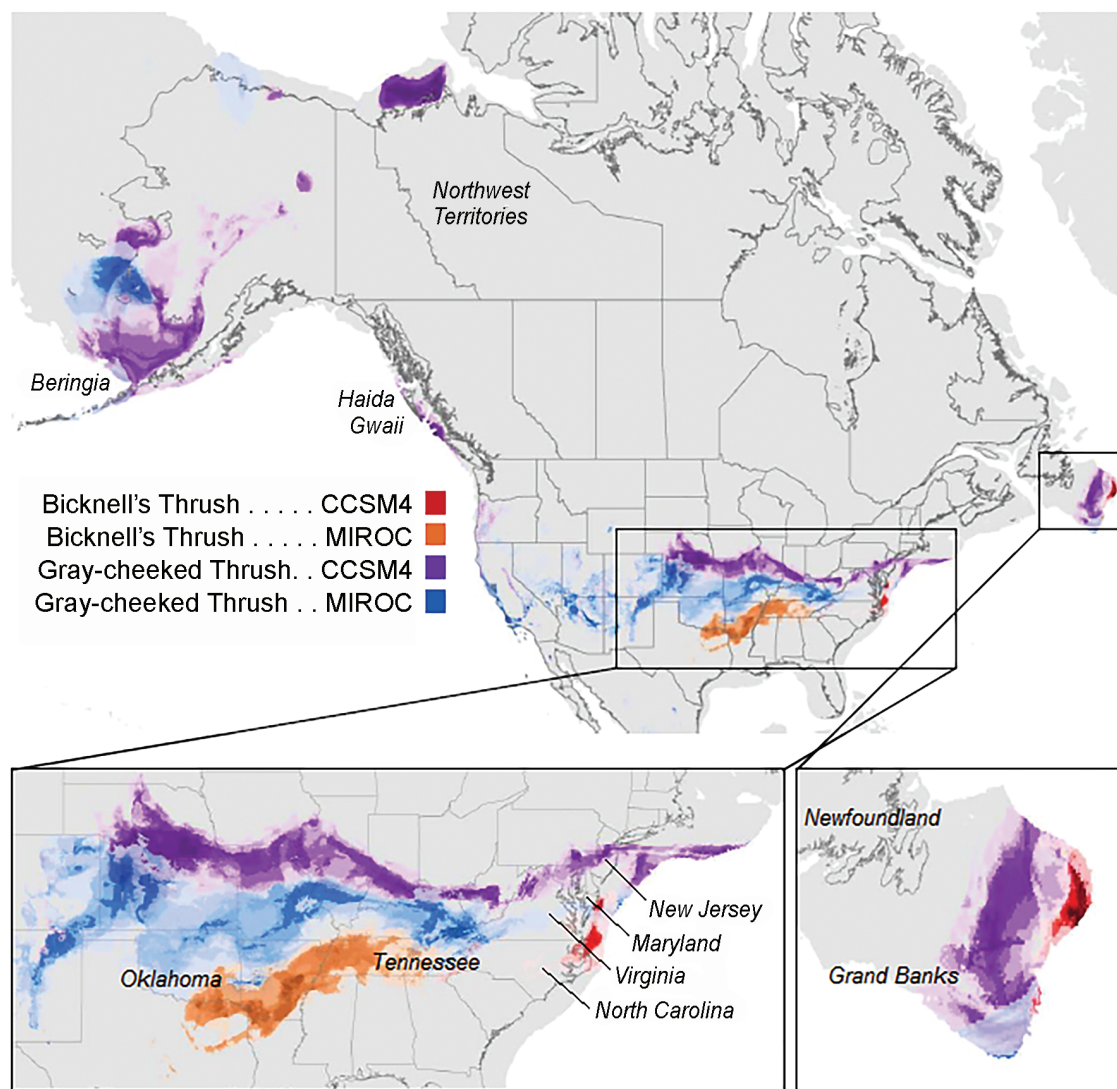 Northwest
Territories
Beringia
Haida
Gwaii
Bicknell's Thrush . . . . . CCSM4
Bicknell's Thrush . . . . . MIROC
Gray-cheeked Thrush. . CCSM4
Gray-cheeked Thrush . . MIROC
Newfoundland
New Jersey
Maryland
Tennessee
Virginia
Oklahoma
North Carolina
Grand Banks